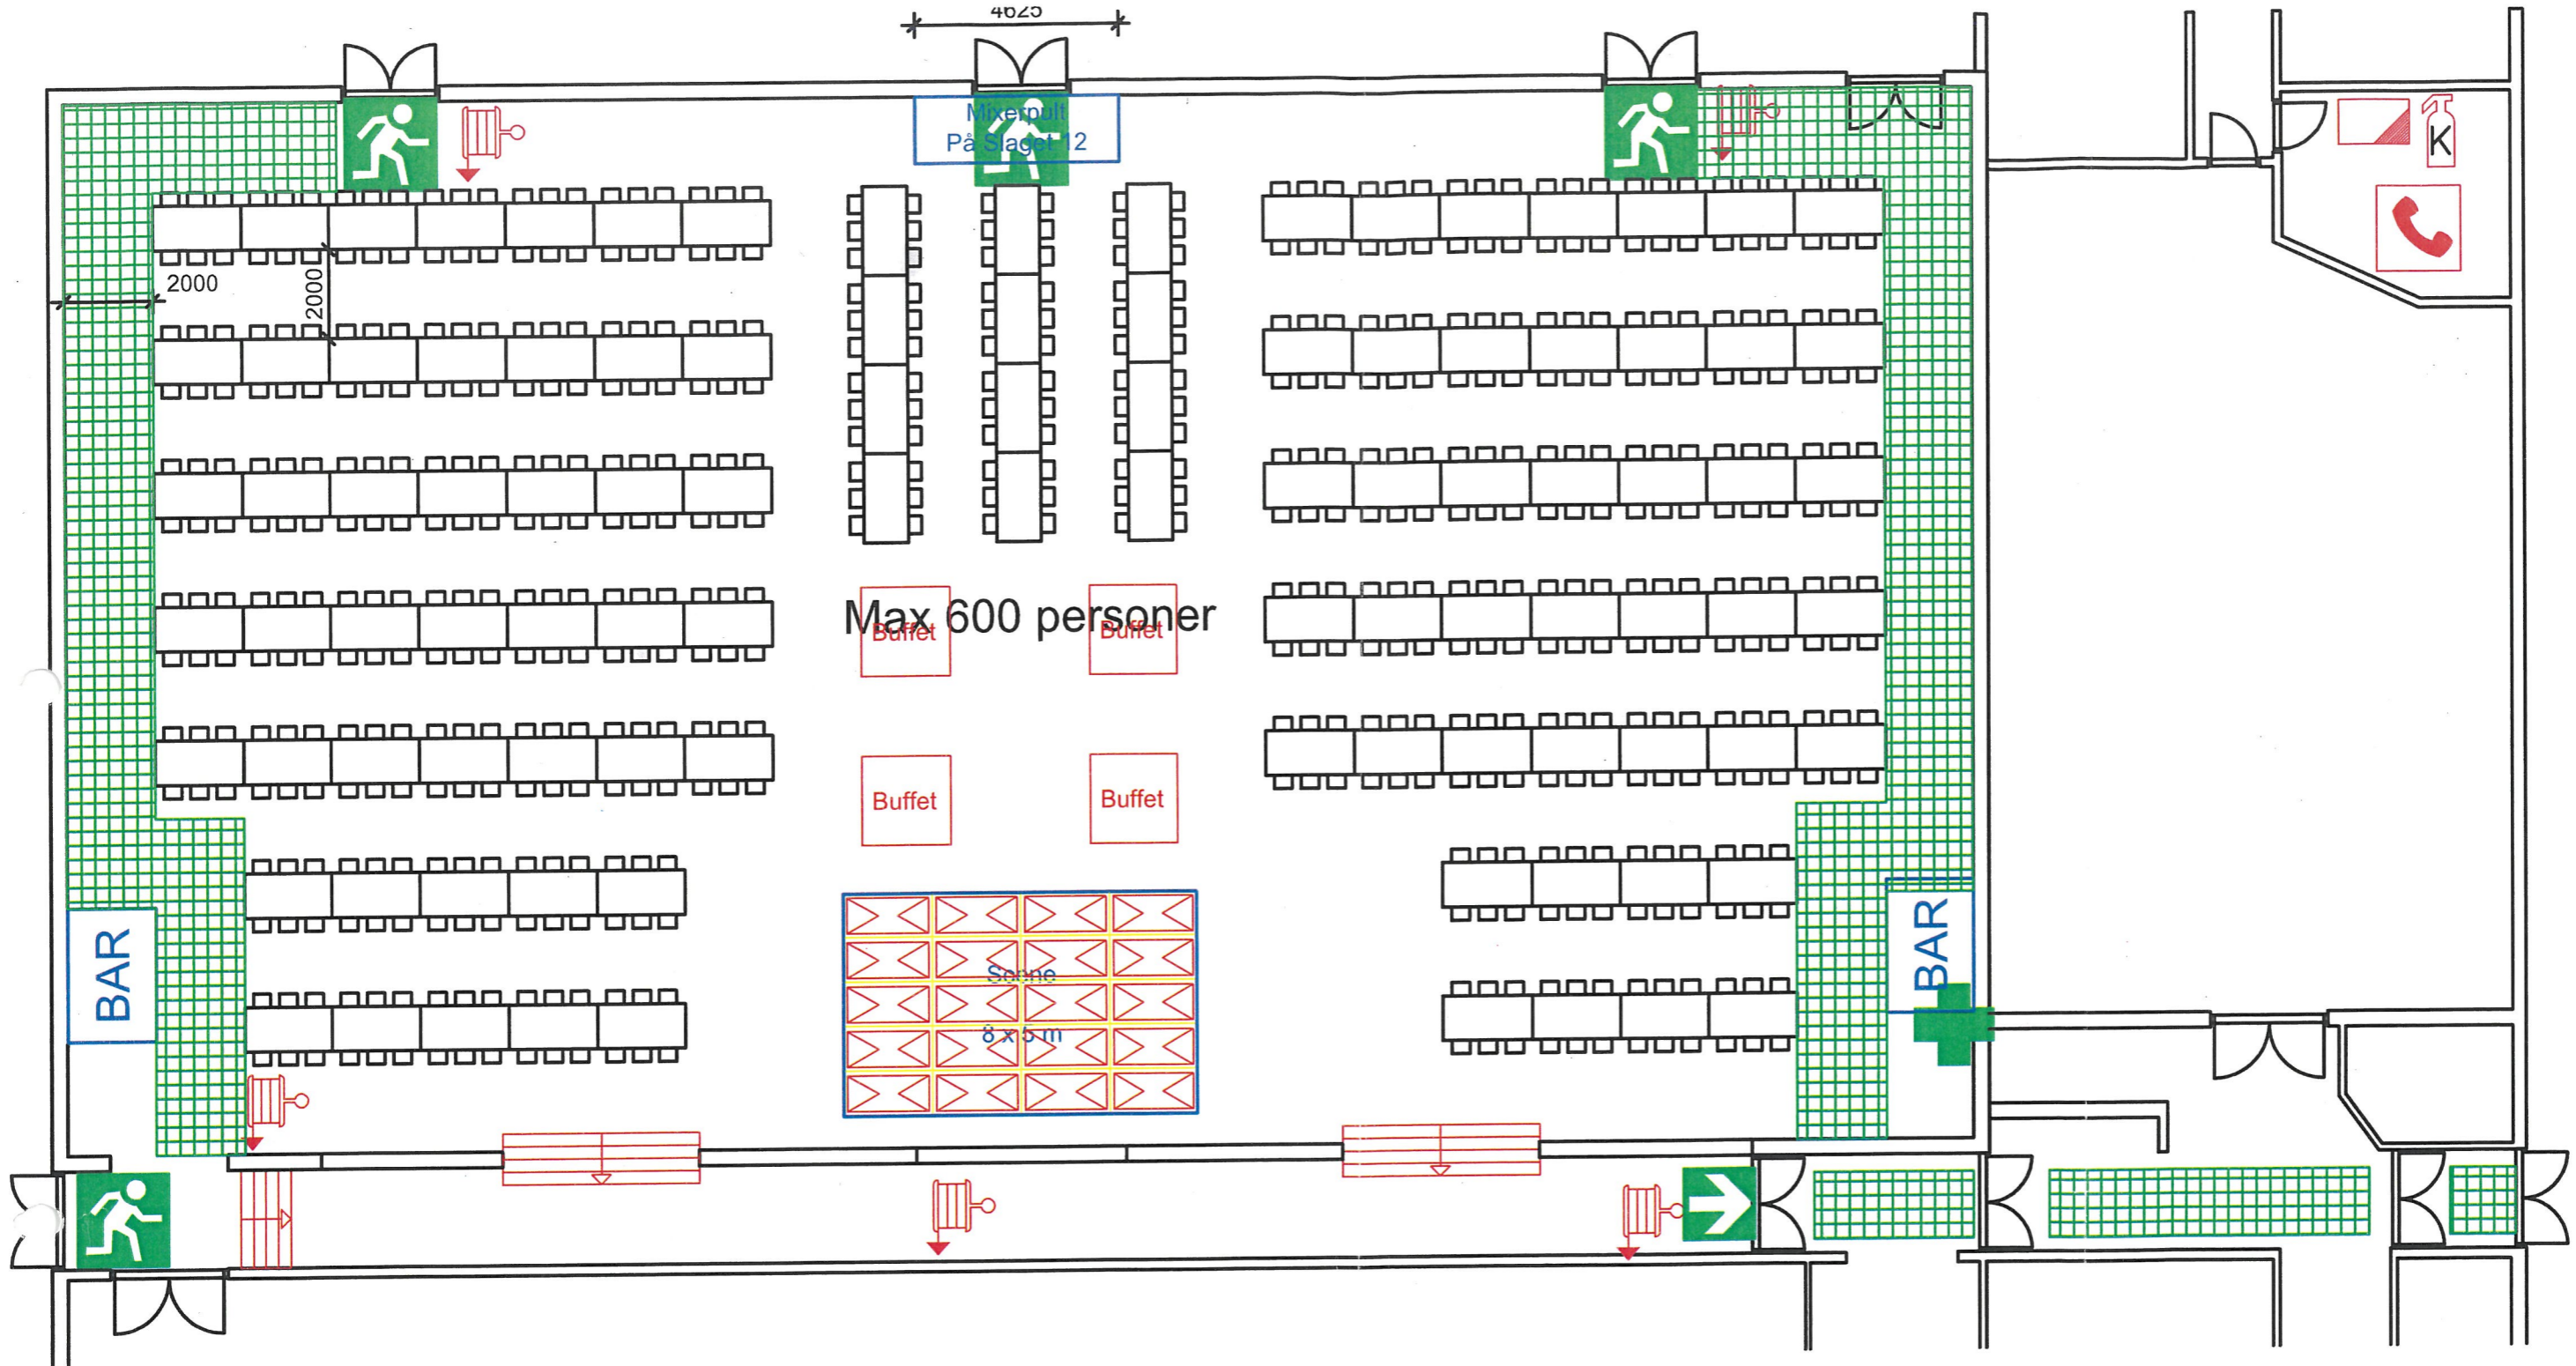 4625
Mixerpult
På Slaget 12
K
2000
2000
Max 600 personer
Buffet
Buffet
Buffet
Buffet
BAR
BAR
Scene
8 x 5 m